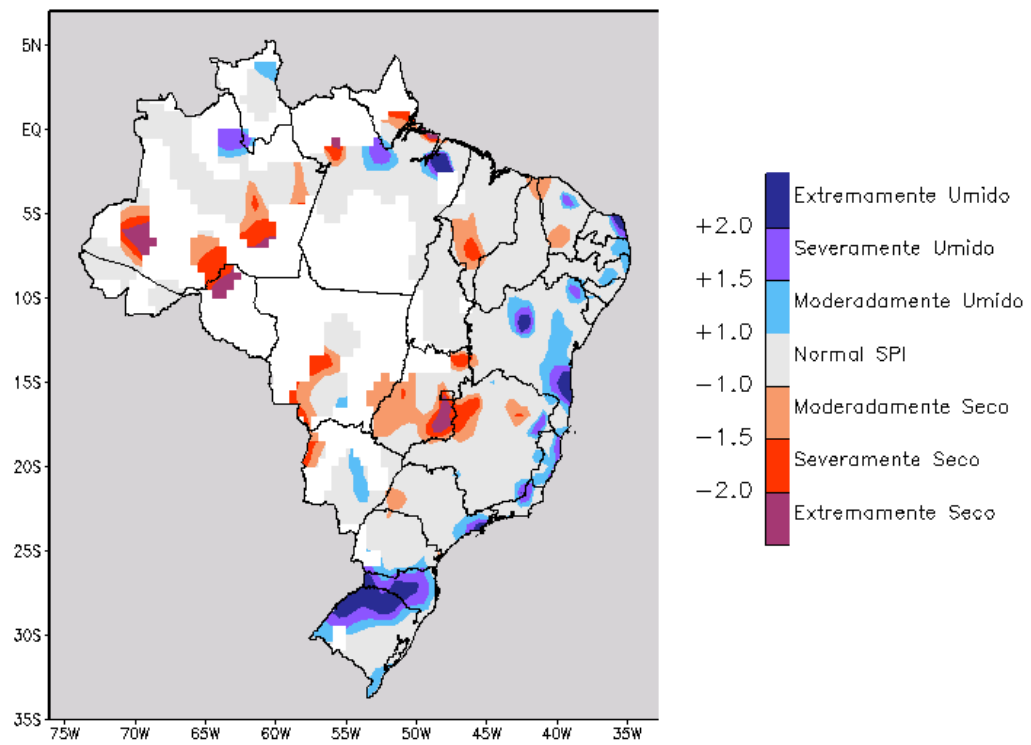 5N
EQ
5S
10S
15S
20S
25S
30S
35S
75W 70W 65W 60W 55W 50W 45W 40W 35W
Extremamente Umido
+2.0
Severamente Umido
+1.5
Moderadamente Umido
+1.0
Normal SPI
−1.0
Moderadamente Seco
−1.5
Severamente Seco
−2.0
Extremamente Seco